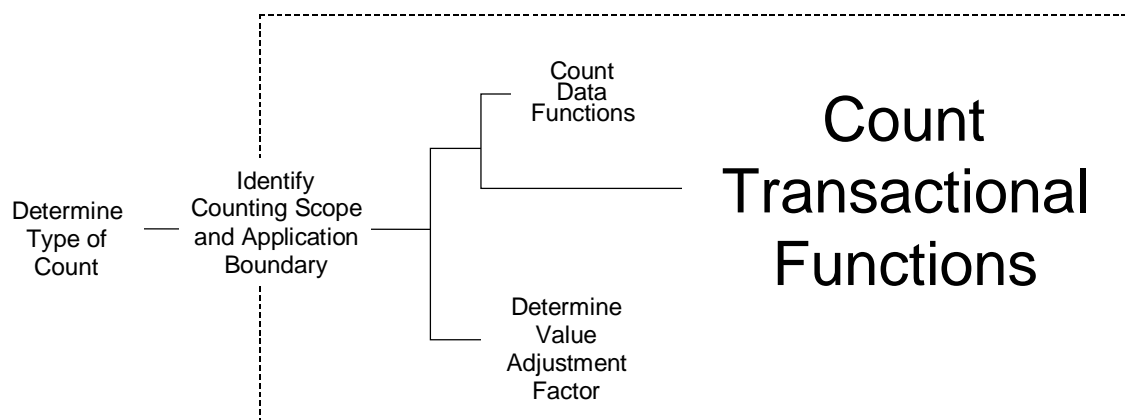 Determine
Type of
Count
Identify
Counting Scope
and Application
Boundary
Count
Data
Functions
Count
Transactional
Functions
Determine
Value
Adjustment
Factor